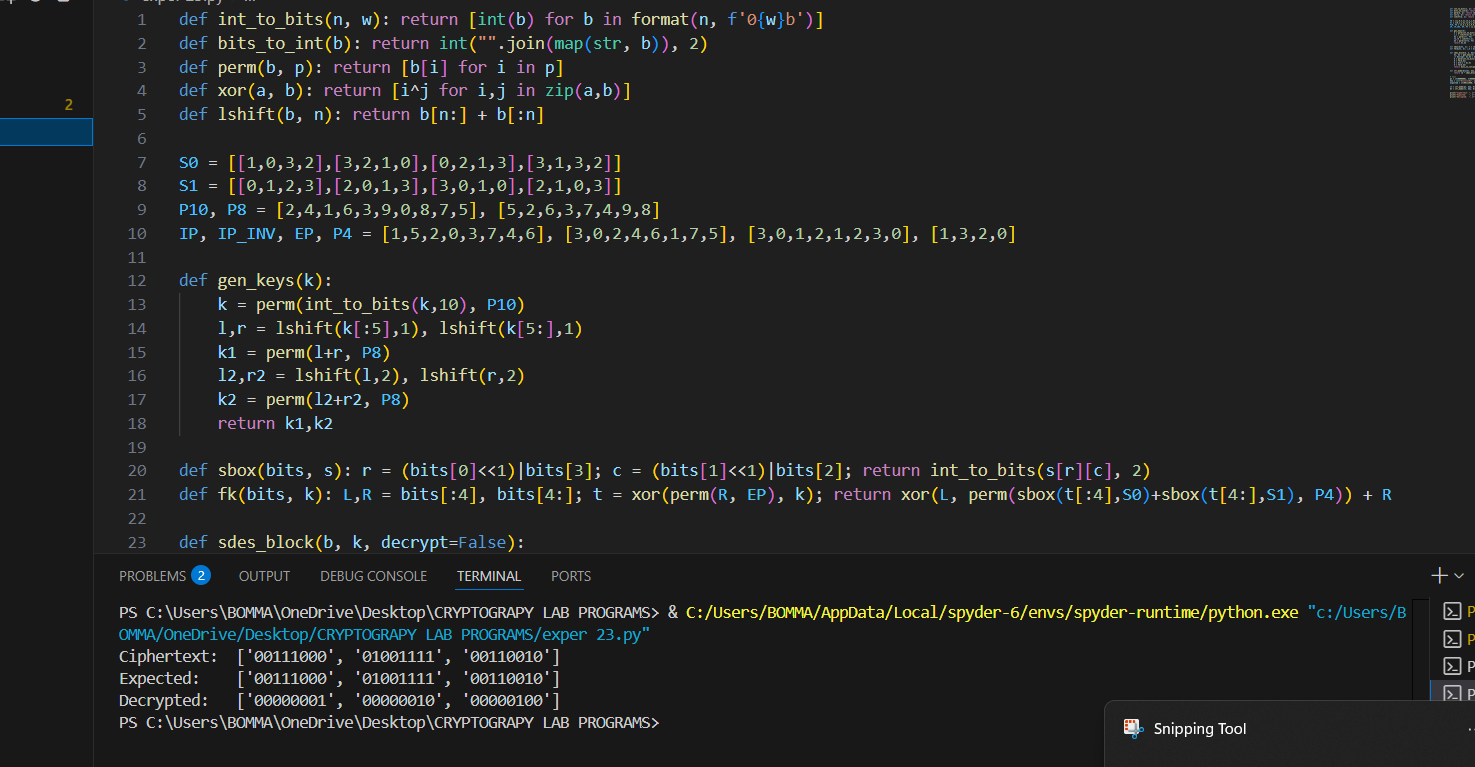 1 def int_to_bits(n, w): return [int(b) for b in format(n, f'0{w}b')]
2 def bits_to_int(b): return int("".join(map(str, b)), 2)
3 def perm(b, p): return [b[i] for i in p]
4 def xor(a, b): return [i^j for i,j in zip(a,b)]
5 def lshift(b, n): return b[n:] + b[:n]
6
7 S0 = [[1,0,3,2],[3,2,1,0],[0,2,1,3],[3,1,3,2]]
8 S1 = [[0,1,2,3],[2,0,1,3],[3,0,1,0],[2,1,0,3]]
9 P10, P8 = [2,4,1,6,3,9,0,8,7,5], [5,2,6,3,7,4,9,8]
10 IP, IP_INV, EP, P4 = [1,5,2,0,3,7,4,6], [3,0,2,4,6,1,7,5], [3,0,1,2,1,2,3,0], [1,3,2,0]
11
12 def gen_keys(k):
13 k = perm(int_to_bits(k,10), P10)
14 l,r = lshift(k[:5],1), lshift(k[5:],1)
15 k1 = perm(l+r, P8)
16 l2,r2 = lshift(l,2), lshift(r,2)
17 k2 = perm(l2+r2, P8)
18 return k1,k2
19
20 def sbox(bits, s): r = (bits[0]<<1)|bits[3]; c = (bits[1]<<1)|bits[2]; return int_to_bits(s[r][c], 2)
21 def fk(bits, k): L,R = bits[:4], bits[4:]; t = xor(perm(R, EP), k); return xor(L, perm(sbox(t[:4],S0)+sbox(t[4:],S1), P4)) + R
22
23 def sdes_block(b, k, decrypt=False):
2
PROBLEMS 2 OUTPUT DEBUG CONSOLE TERMINAL PORTS
PS C:\Users\BOMMA\OneDrive\Desktop\CRYPTOGRAPY LAB PROGRAMS> & C:/Users/BOMMA/AppData/Local/spyder-6/envs/spyder-runtime/python.exe "c:/Users/B
OMMA/OneDrive/Desktop/CRYPTOGRAPY LAB PROGRAMS/exper 23.py"
Ciphertext: ['00111000', '01001111', '00110010']
Expected: ['00111000', '01001111', '00110010']
Decrypted: ['00000001', '00000010', '00000100']
PS C:\Users\BOMMA\OneDrive\Desktop\CRYPTOGRAPY LAB PROGRAMS>
Snipping Tool